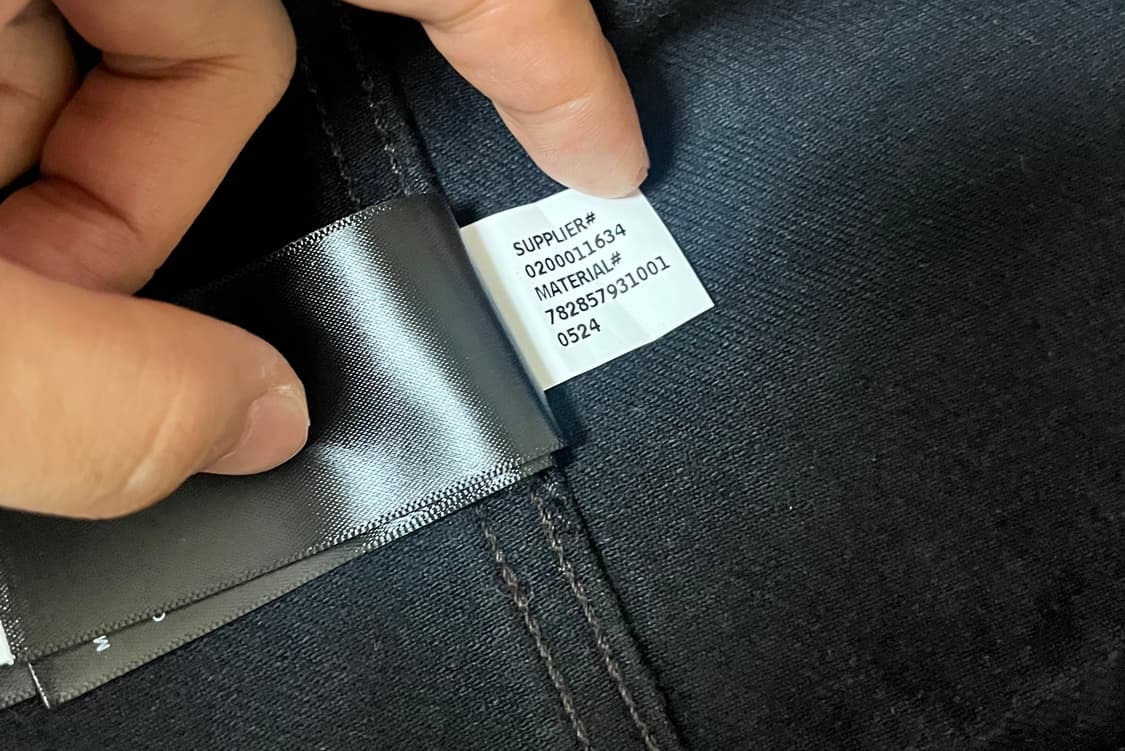 SUPPLIER#
0200011634
MATERIAL#
782857931001
0524
M